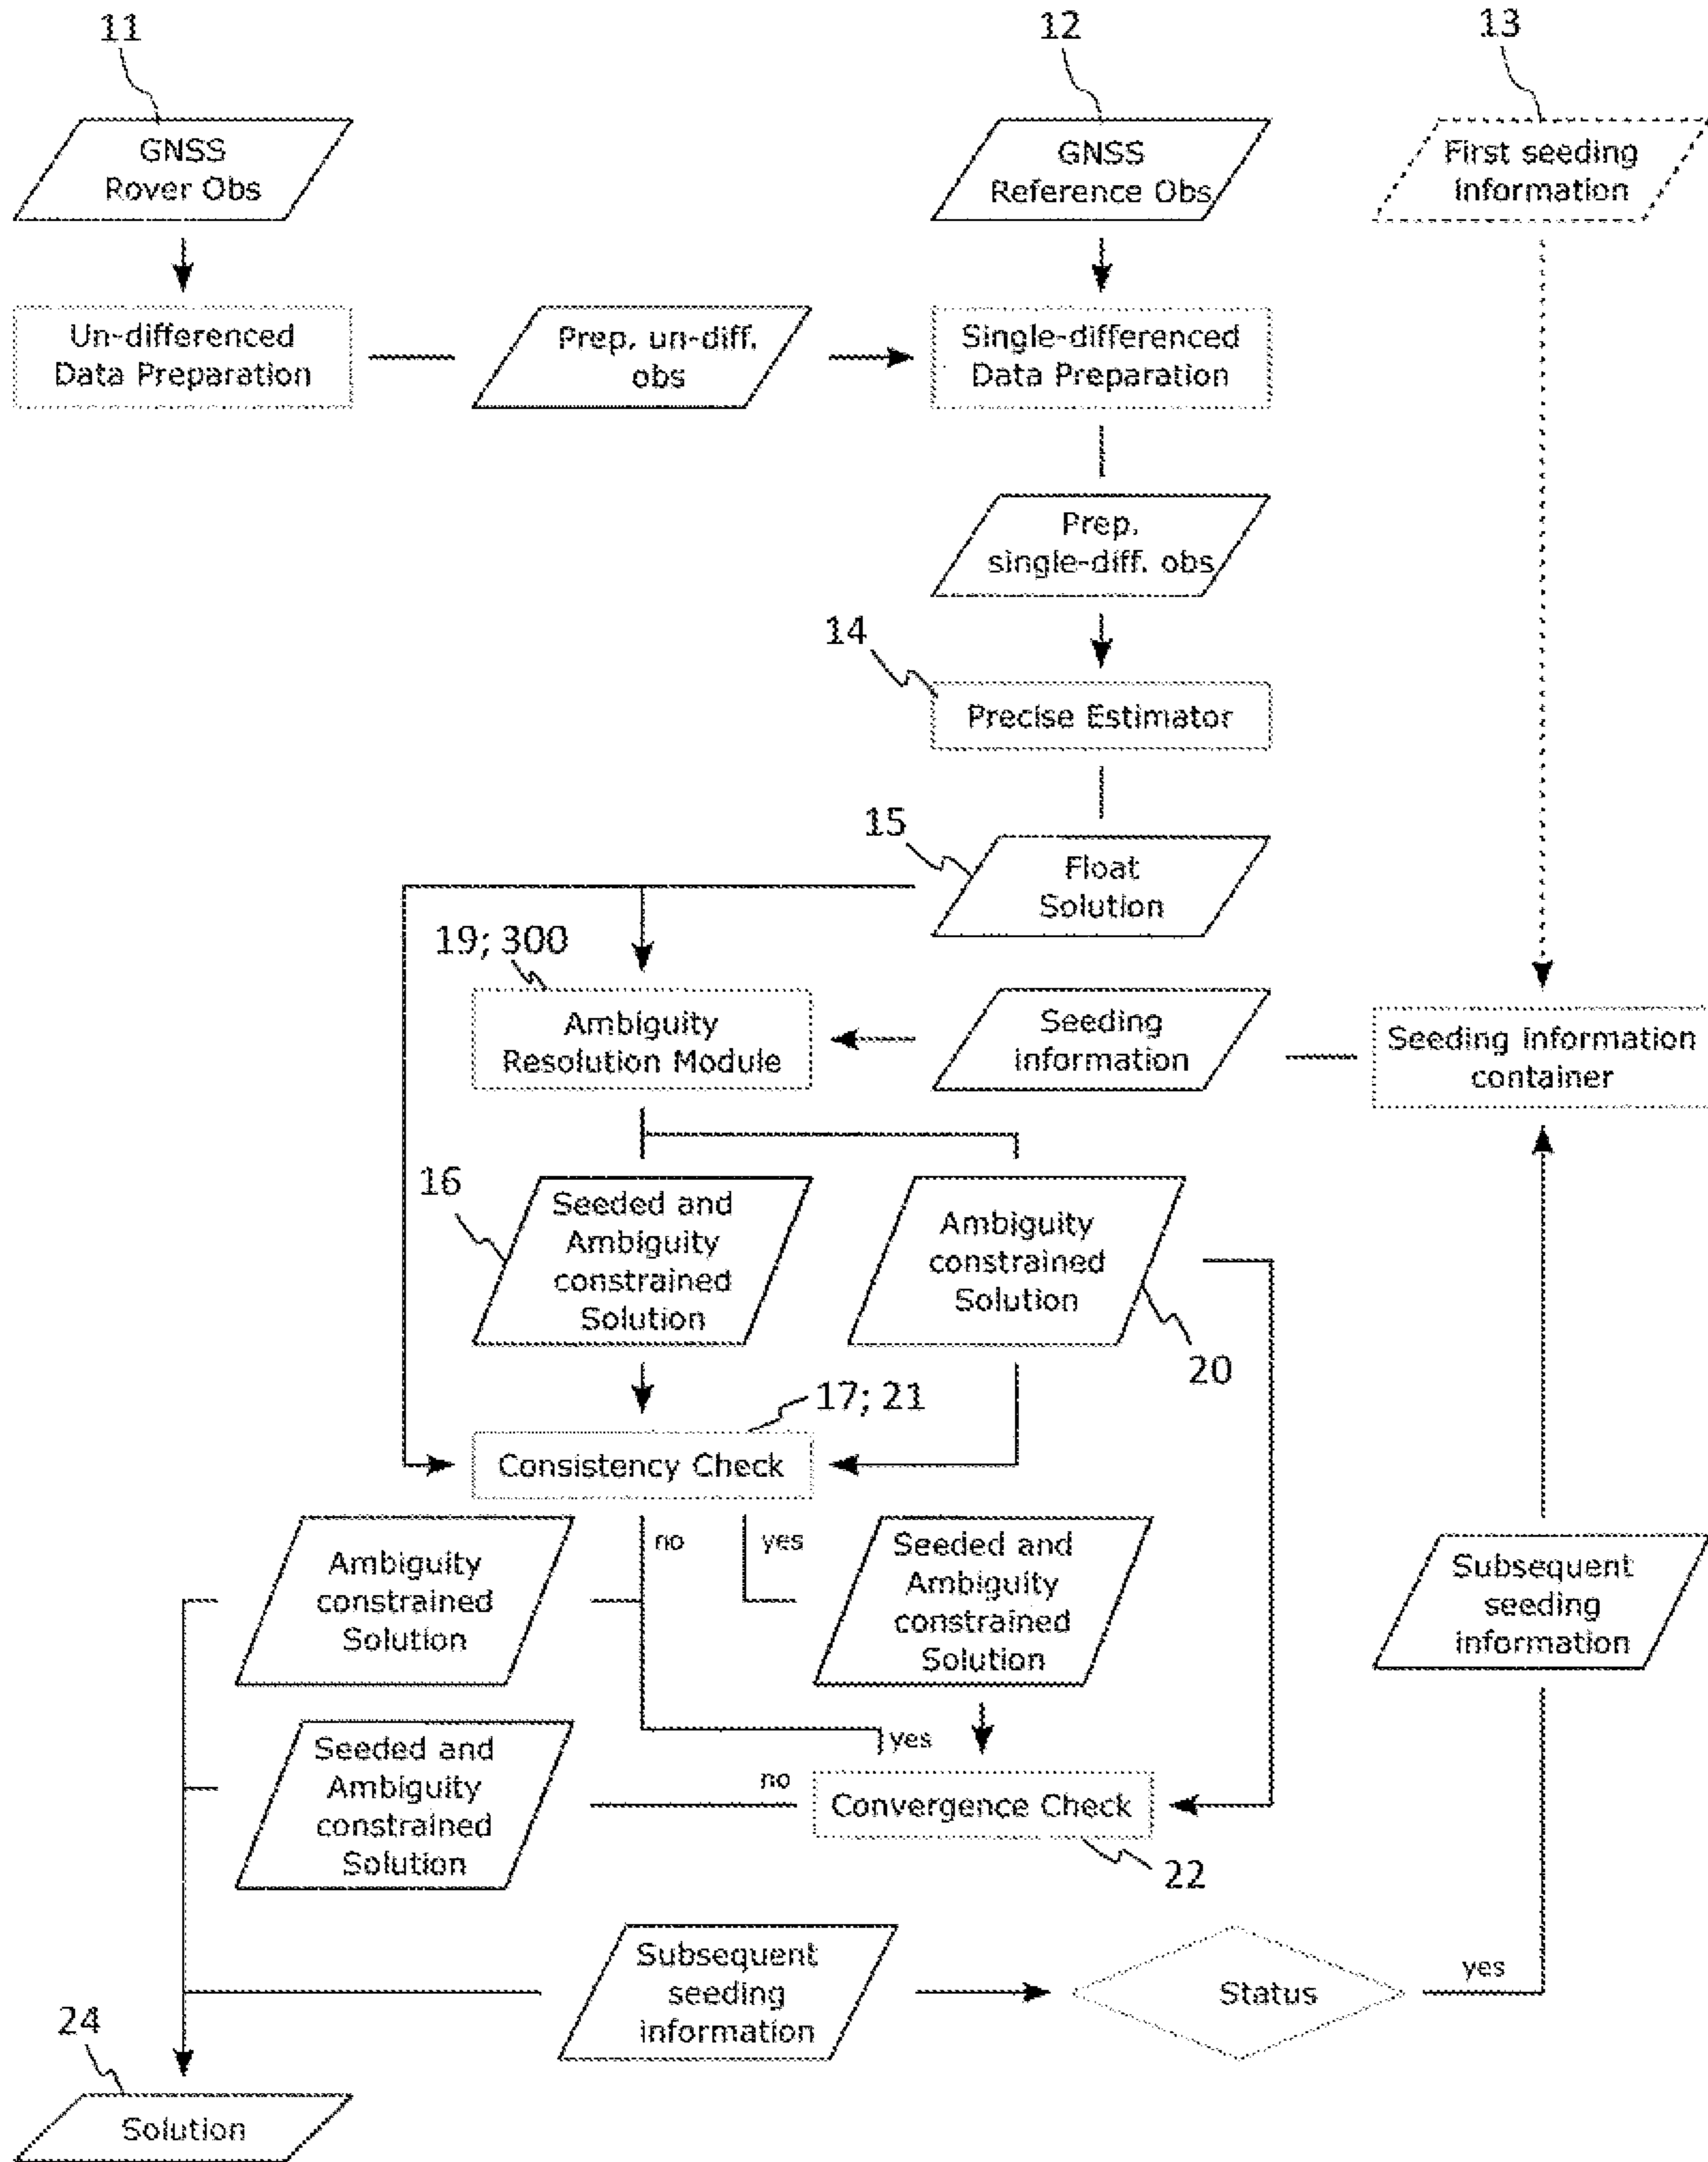 11
12
13
GNSS
Rover Obs
GNSS
Reference Obs
First seeding
information
Un-differenced
Data Preparation
Prep. un-diff.
obs
Single-differenced
Data Preparation
Prep.
single-diff. obs
14
Precise Estimator
15
Float
Solution
19; 300
Ambiguity
Resolution Module
Seeding
information
Seeding information
container
16
Seeded and
Ambiguity
constrained
Solution
Ambiguity
constrained
Solution
20
17; 21
Consistency Check
no
yes
Ambiguity
constrained
Solution
Seeded and
Ambiguity
constrained
Solution
Subsequent
seeding
information
yes
Seeded and
Ambiguity
constrained
Solution
no
Convergence Check
22
Subsequent
seeding
information
Status
yes
24
Solution